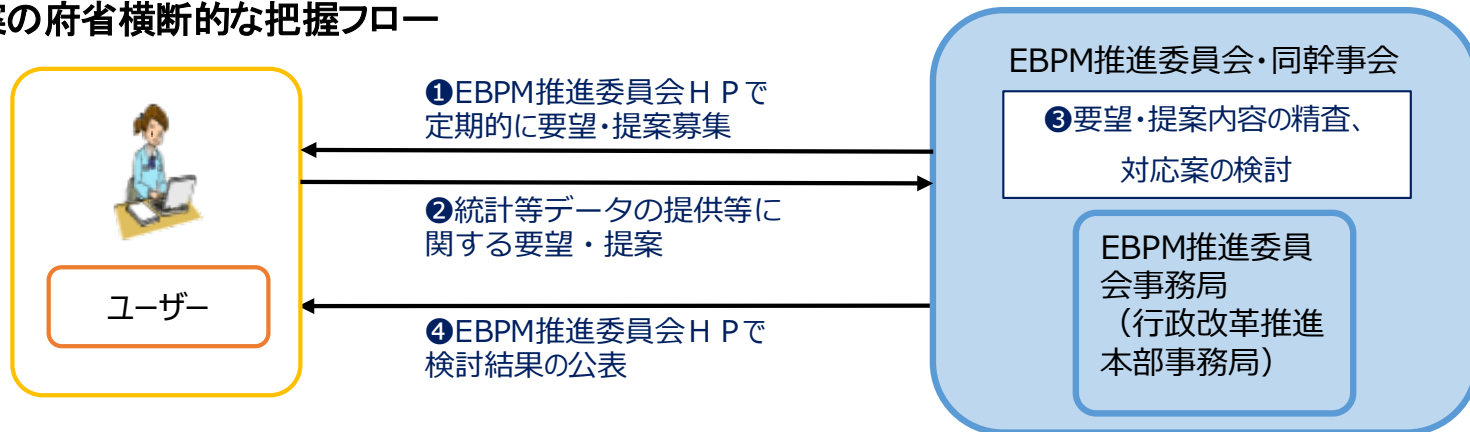 の府省横断的な把握フロー
❶EBPM推進委員会ＨＰで
定期的に要望・提案募集
❷統計等データの提供等に
関する要望・提案
❹EBPM推進委員会ＨＰで
検討結果の公表
ユーザー
EBPM推進委員会・同幹事会
❸要望・提案内容の精査、
対応案の検討
EBPM推進委員
会事務局
（行政改革推進
本部事務局）